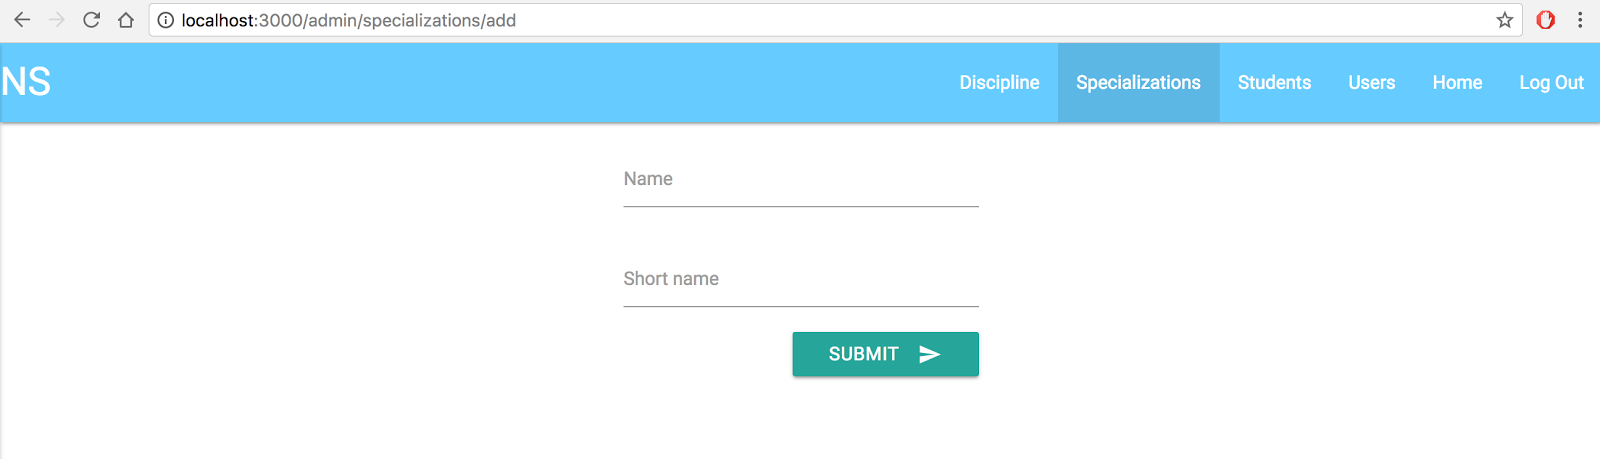 localhost:3000/admin/specializations/add
NS Discipline Specializations Students Users Home Log Out
Name
Short name
SUBMIT